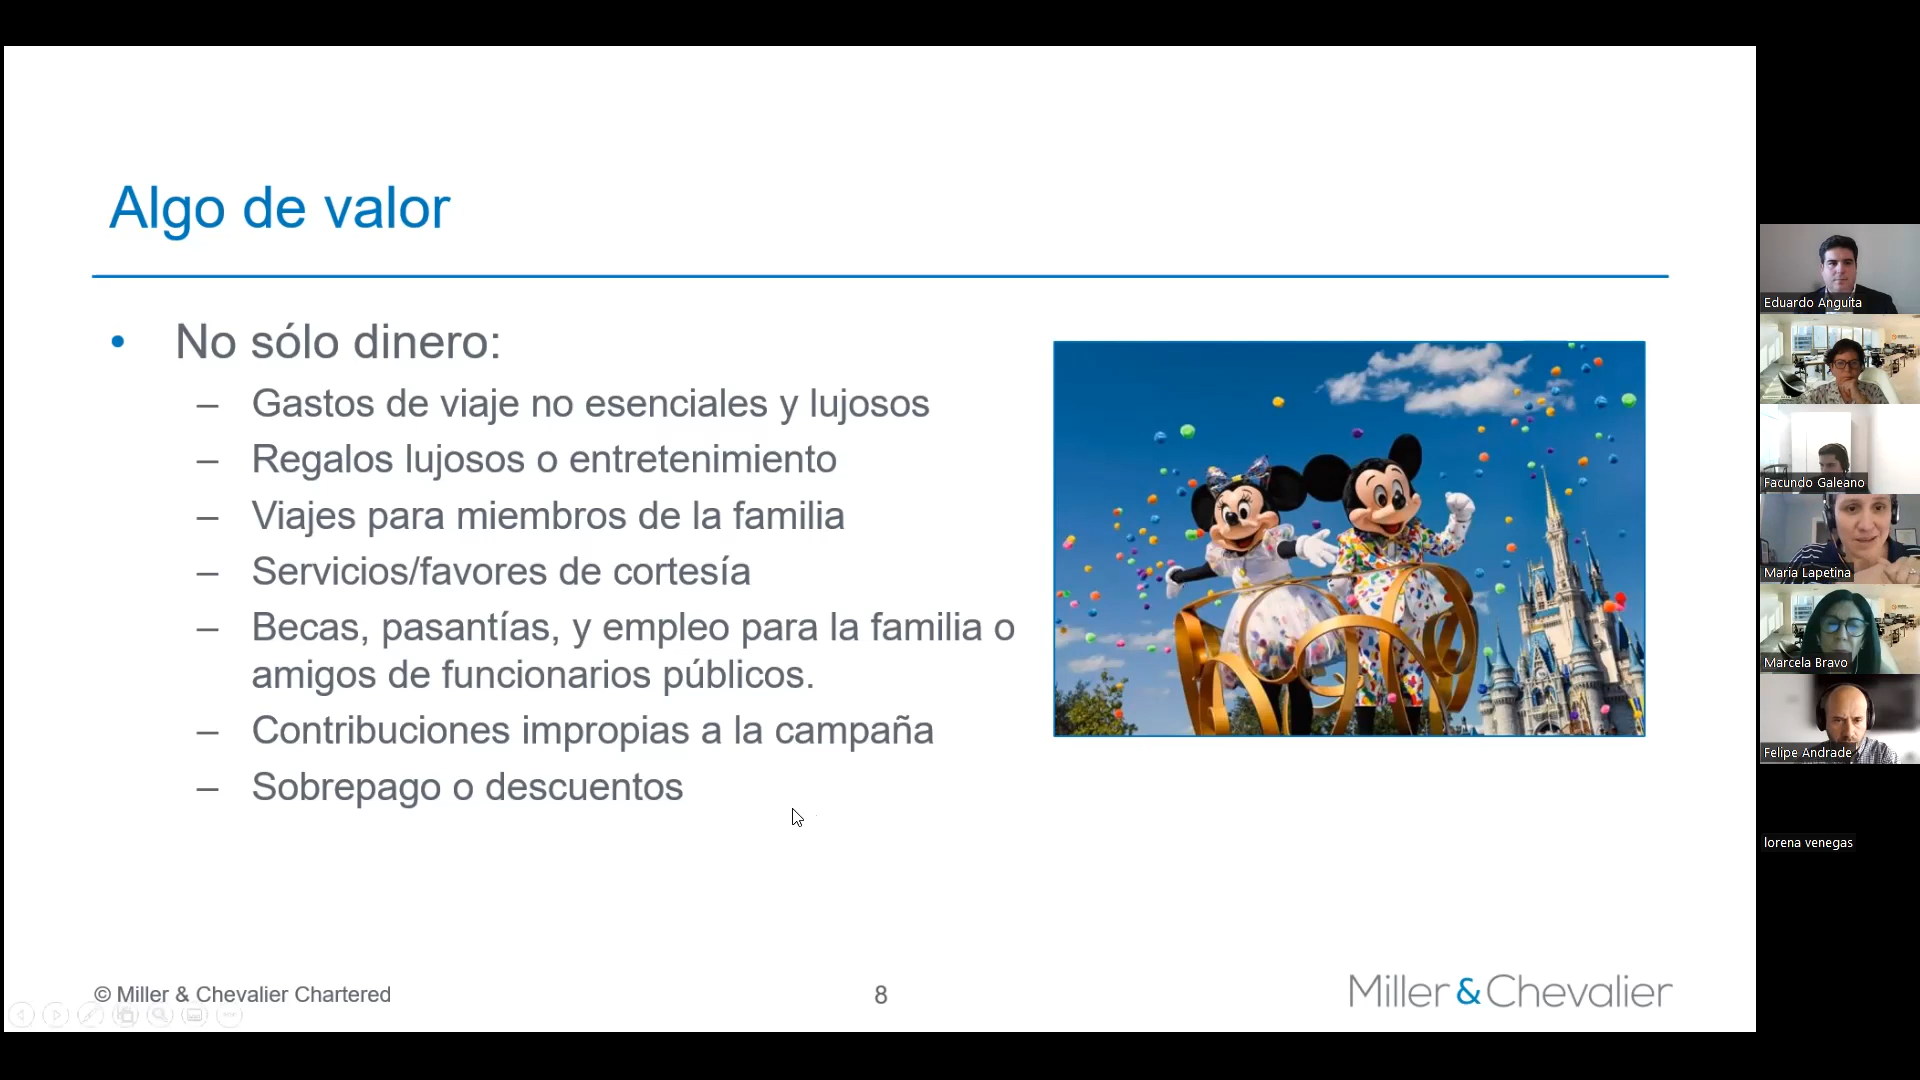 Algo de valor
• No sólo dinero:
– Gastos de viaje no esenciales y lujosos
– Regalos lujosos o entretenimiento
– Viajes para miembros de la familia
– Servicios/favores de cortesía
– Becas, pasantías, y empleo para la familia o
amigos de funcionarios públicos.
– Contribuciones impropias a la campaña
– Sobrepago o descuentos
© Miller & Chevalier Chartered
8
Miller & Chevalier
Eduardo Anguita
Facundo Galeano
Maria Lapetina
Marcela Bravo
Felipe Andrade
lorena venegas